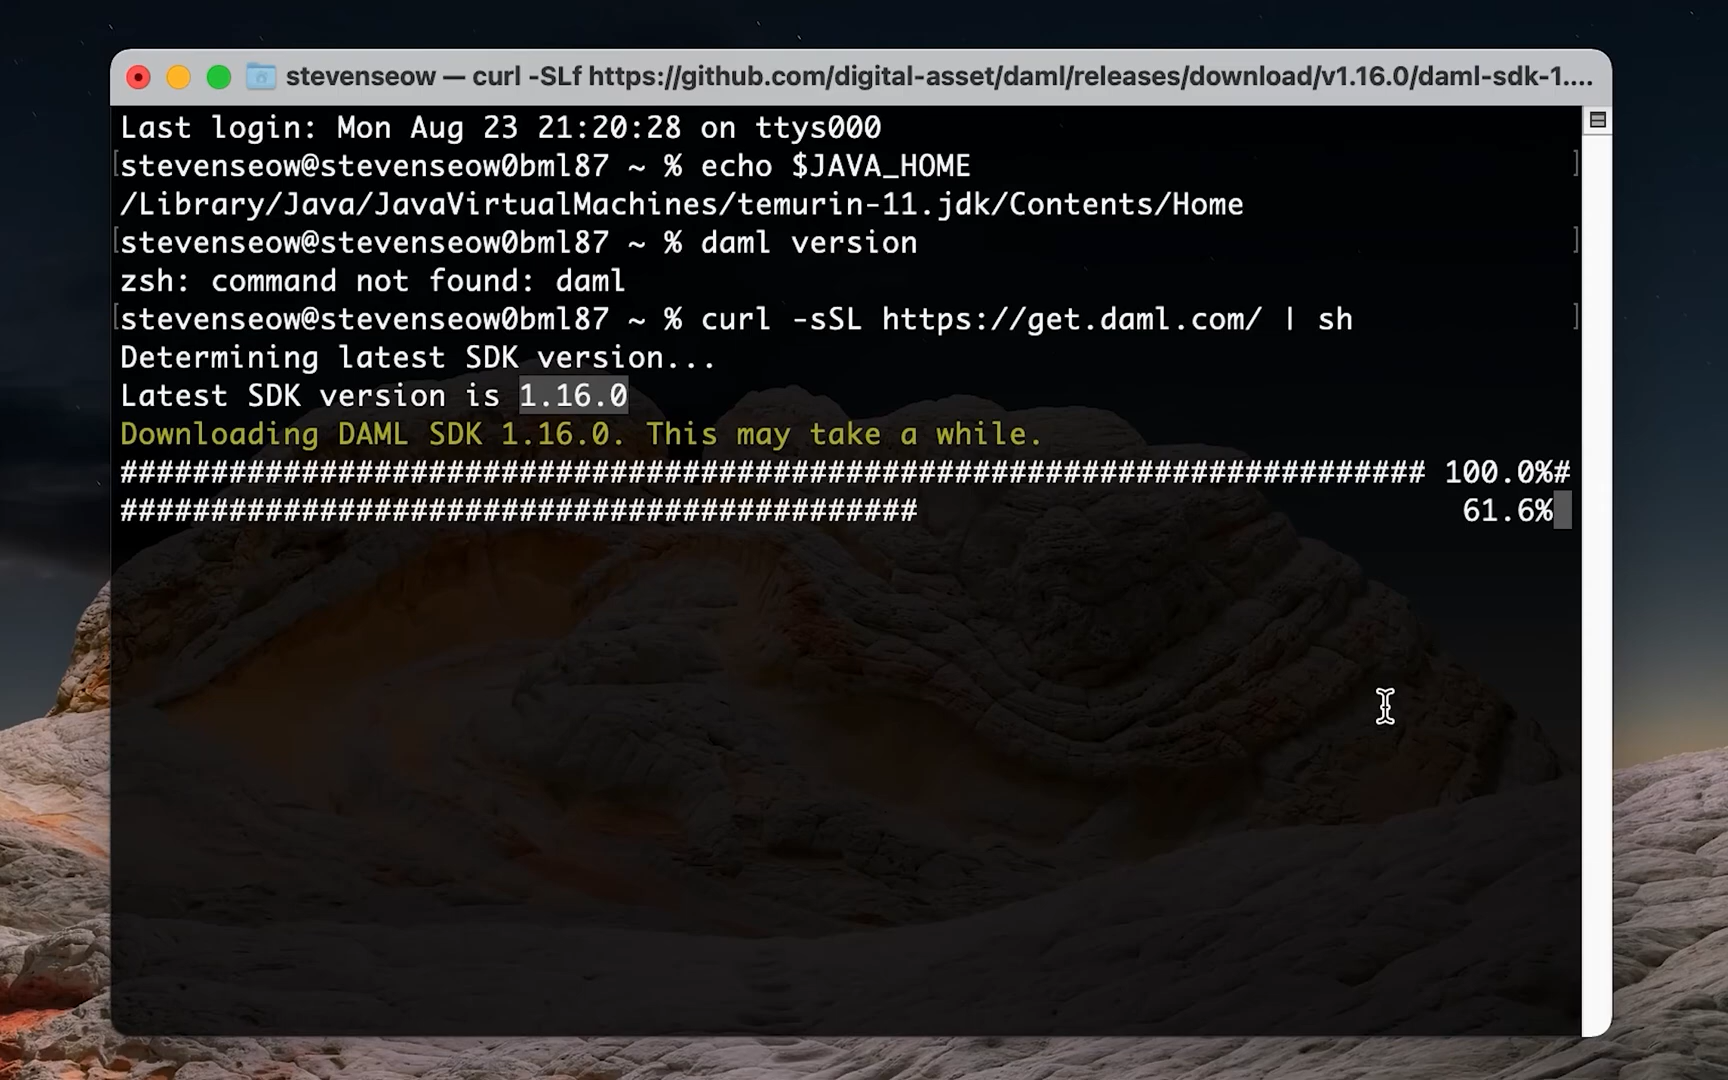 stevenseow — curl -SLf https://github.com/digital-asset/daml/releases/download/v1.16.0/daml-sdk-1....
Last login: Mon Aug 23 21:20:28 on ttys000
[stevenseow@stevenseow0bml87 ~ % echo $JAVA_HOME ]
/Library/Java/JavaVirtualMachines/temurin-11.jdk/Contents/Home
[stevenseow@stevenseow0bml87 ~ % daml version ]
zsh: command not found: daml
[stevenseow@stevenseow0bml87 ~ % curl -sSL https://get.daml.com/ | sh ]
Determining latest SDK version...
Latest SDK version is 1.16.0
Downloading DAML SDK 1.16.0. This may take a while.
######################################################################## 100.0%#
############################################ 61.6%